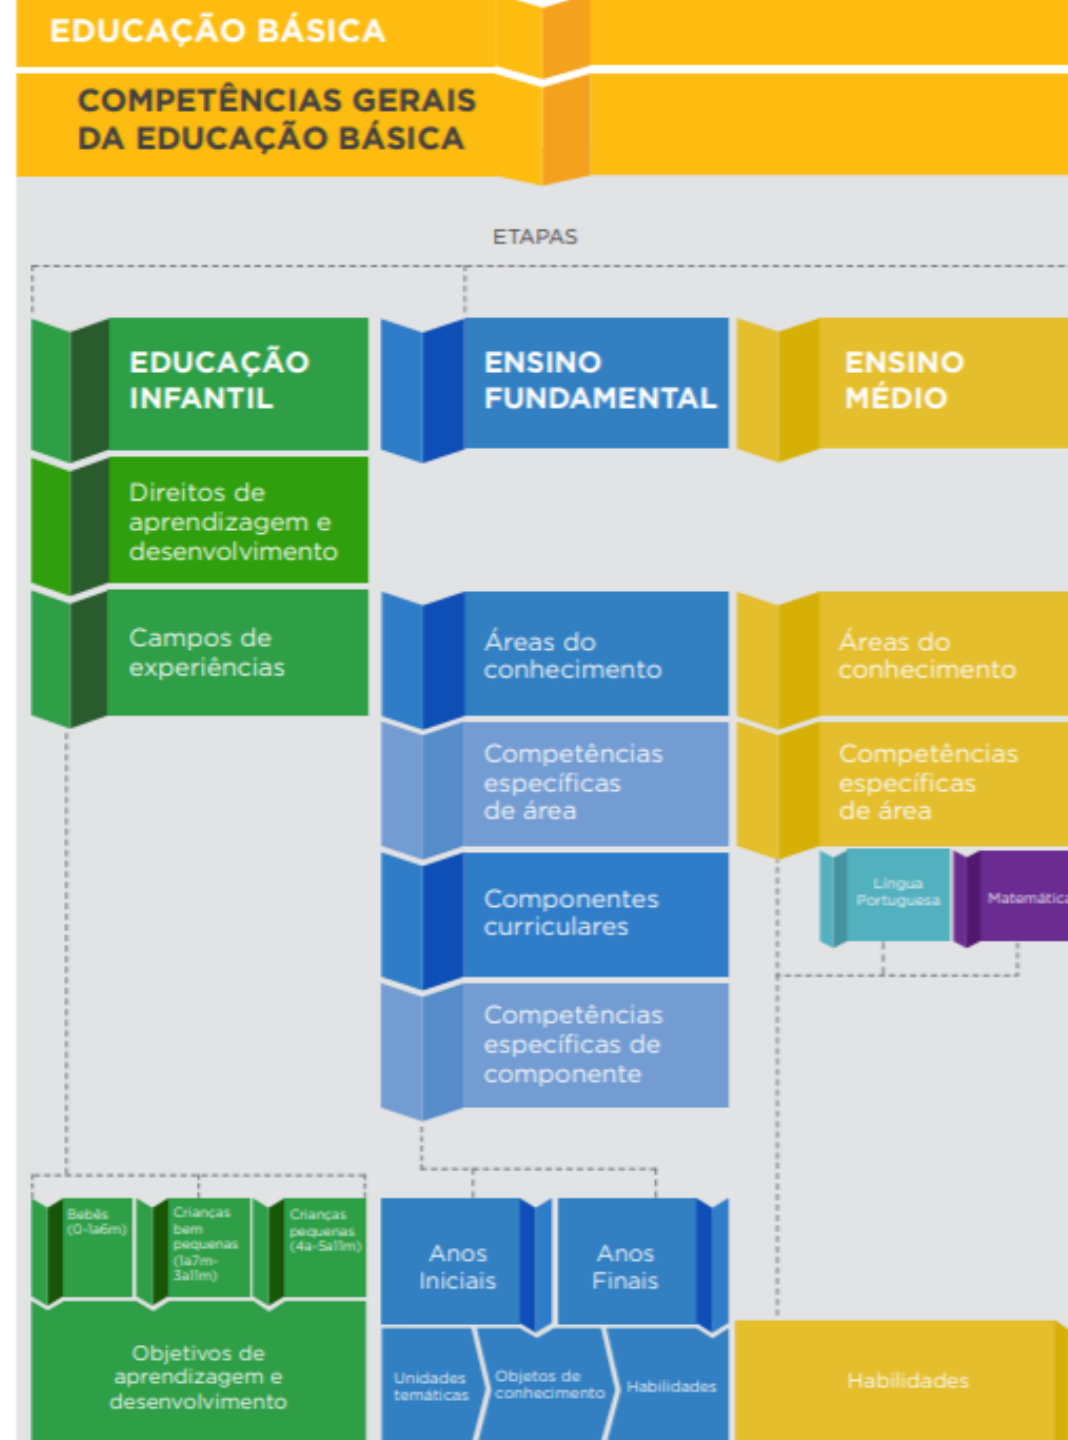 EDUCAÇÃO BÁSICA
COMPETÊNCIAS GERAIS
DA EDUCAÇÃO BÁSICA
ETAPAS
EDUCAÇÃO
INFANTIL
Direitos de
aprendizagem e
desenvolvimento
Campos de
experiências
Bebês
(0-1a6m)
Crianças
bem
pequenas
(1a7m-
3a11m)
Crianças
pequenas
(4a-5a11m)
Objetivos de
aprendizagem e
desenvolvimento
ENSINO
FUNDAMENTAL
Áreas do
conhecimento
Competências
específicas
de área
Componentes
curriculares
Competências
específicas de
componente
Anos
Iniciais
Anos
Finais
Unidades
temáticas
Objetos de
conhecimento
Habilidades
ENSINO
MÉDIO
Áreas do
conhecimento
Competências
específicas
de área
Língua
Portuguesa
Matemática
Habilidades